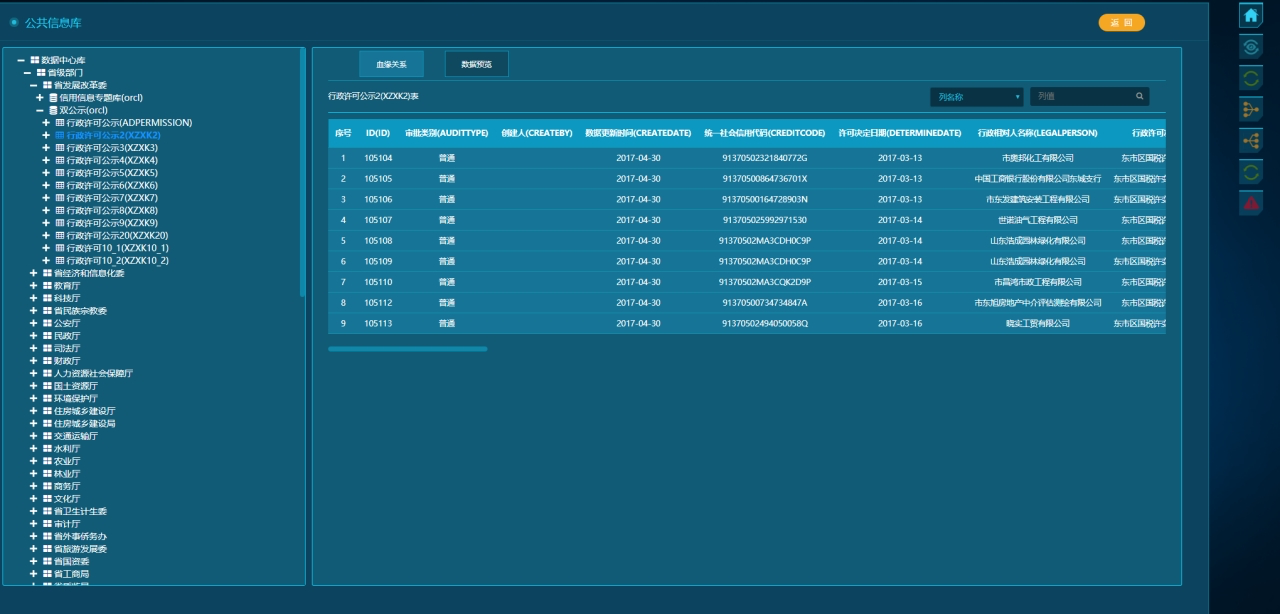 公共信息库
返 回
数据中心库
省级部门
省发展改革委
信用信息专题库(orcl)
双公示(orcl)
行政许可公示(ADPERMISSION)
行政许可公示2(XZXK2)
行政许可公示3(XZXK3)
行政许可公示4(XZXK4)
行政许可公示5(XZXK5)
行政许可公示6(XZXK6)
行政许可公示7(XZXK7)
行政许可公示8(XZXK8)
行政许可公示9(XZXK9)
行政许可公示20(XZXK20)
行政许可10_1(XZXK10_1)
行政许可10_2(XZXK10_2)
省经济和信息化委
教育厅
科技厅
省民族宗教委
公安厅
民政厅
司法厅
财政厅
人力资源社会保障厅
国土资源厅
环境保护厅
住房城乡建设厅
住房城乡建设局
交通运输厅
水利厅
农业厅
林业厅
商务厅
文化厅
省卫生计生委
审计厅
省外事侨务办
省旅游发展委
省国资委
省工商局
血缘关系 数据预览
行政许可公示2(XZXK2)表 列名称 列值
序号 ID(ID) 审批类别(AUDITTYPE) 创建人(CREATEBY) 数据更新时间(CREATEDATE) 统一社会信用代码(CREDITCODE) 许可决定日期(DETERMINEDATE) 行政相对人名称(LEGALPERSON) 行政许可
1 105104 普通 2017-04-30 91370502321840772G 2017-03-13 市奥邦化工有限公司 东市区国税许
2 105105 普通 2017-04-30 91370500864736701X 2017-03-13 中国工商银行股份有限公司东城支行 东市区国税许
3 105106 普通 2017-04-30 91370500164728903N 2017-03-13 市东发建筑安装工程有限公司 东市区国税许
4 105107 普通 2017-04-30 913705025992971530 2017-03-14 世诺油气工程有限公司 东市区国税许
5 105108 普通 2017-04-30 91370502MA3CDH0C9P 2017-03-14 山东浩成园林绿化有限公司 东市区国税许
6 105109 普通 2017-04-30 91370502MA3CDH0C9P 2017-03-14 山东浩成园林绿化有限公司 东市区国税许
7 105110 普通 2017-04-30 91370502MA3CQK2D9P 2017-03-15 市昌鸿市政工程有限公司 东市区国税许
8 105112 普通 2017-04-30 91370500734734847A 2017-03-16 市东旭房地产中介评估测绘有限公司 东市区国税许
9 105113 普通 2017-04-30 91370502494050058Q 2017-03-16 晓实工贸有限公司 东市区国税许